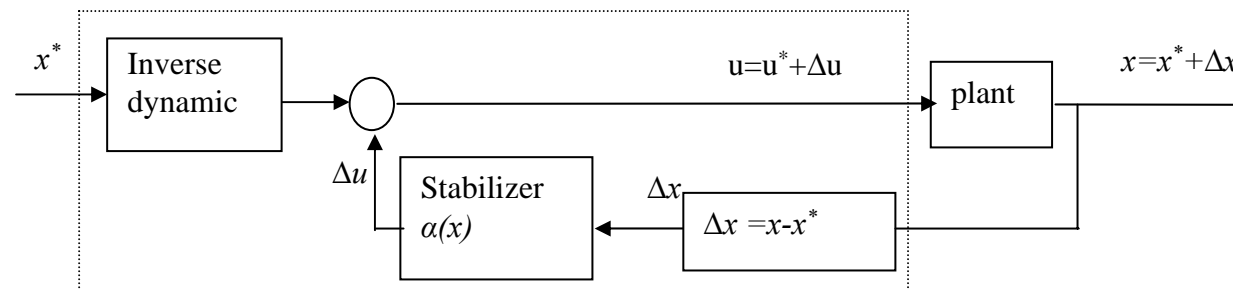 x*
Inverse
dynamic
u=u*+Δu
plant
x=x*+Δx
Δu
Stabilizer
α(x)
Δx
Δx =x-x*